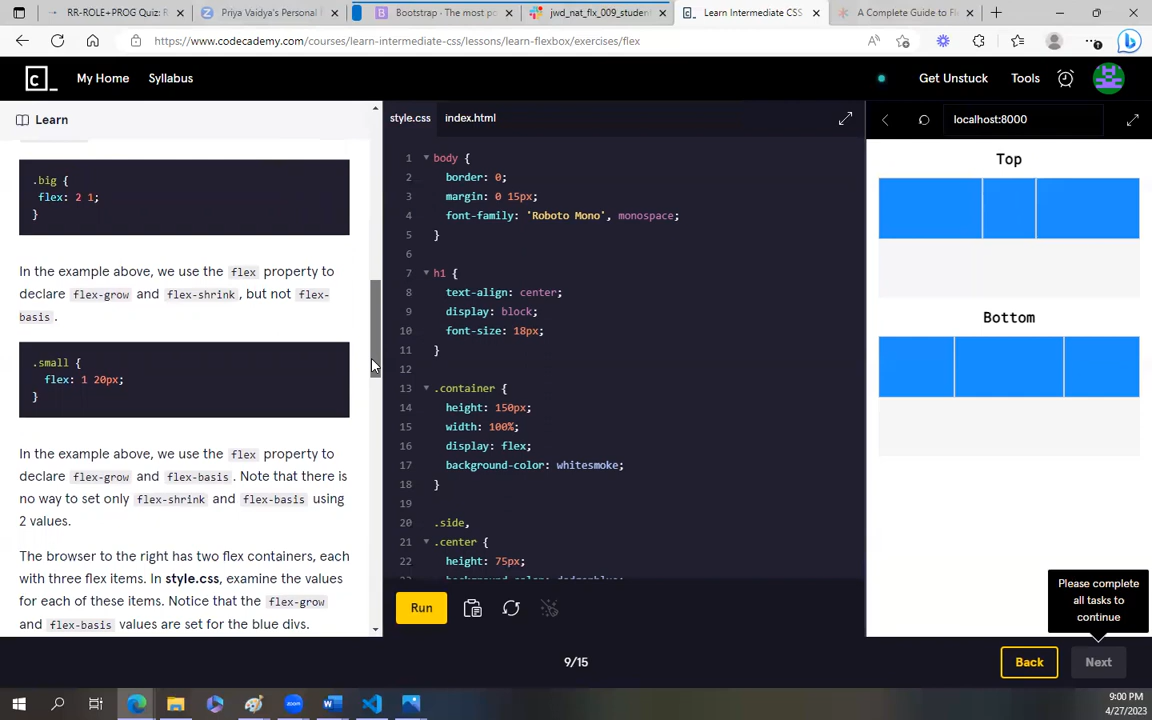 RR-ROLE+PROG Quiz: R
Priya Vaidya's Personal
Bootstrap - The most po
jwd_nat_flx_009_student
Learn Intermediate CSS
A Complete Guide to Fl
https://www.codecademy.com/courses/learn-intermediate-css/lessons/learn-flexbox/exercises/flex
My Home
Syllabus
Get Unstuck
Tools
Learn
.big {
flex: 2 1;
}
In the example above, we use the flex property to
declare flex-grow and flex-shrink, but not flex-
basis.
.small {
flex: 1 20px;
}
In the example above, we use the flex property to
declare flex-grow and flex-basis. Note that there is
no way to set only flex-shrink and flex-basis using
2 values.
The browser to the right has two flex containers, each
with three flex items. In style.css, examine the values
for each of these items. Notice that the flex-grow
and flex-basis values are set for the blue divs.
style.css
index.html
1 body {
2 border: 0;
3 margin: 0 15px;
4 font-family: 'Roboto Mono', monospace;
5 }
6
7 h1 {
8 text-align: center;
9 display: block;
10 font-size: 18px;
11 }
12
13 .container {
14 height: 150px;
15 width: 100%;
16 display: flex;
17 background-color: whitesmoke;
18 }
19
20 .side,
21 .center {
22 height: 75px;
Run
localhost:8000
Top
Bottom
Please complete
all tasks to
continue
9/15
Back
Next
9:00 PM
4/27/2023